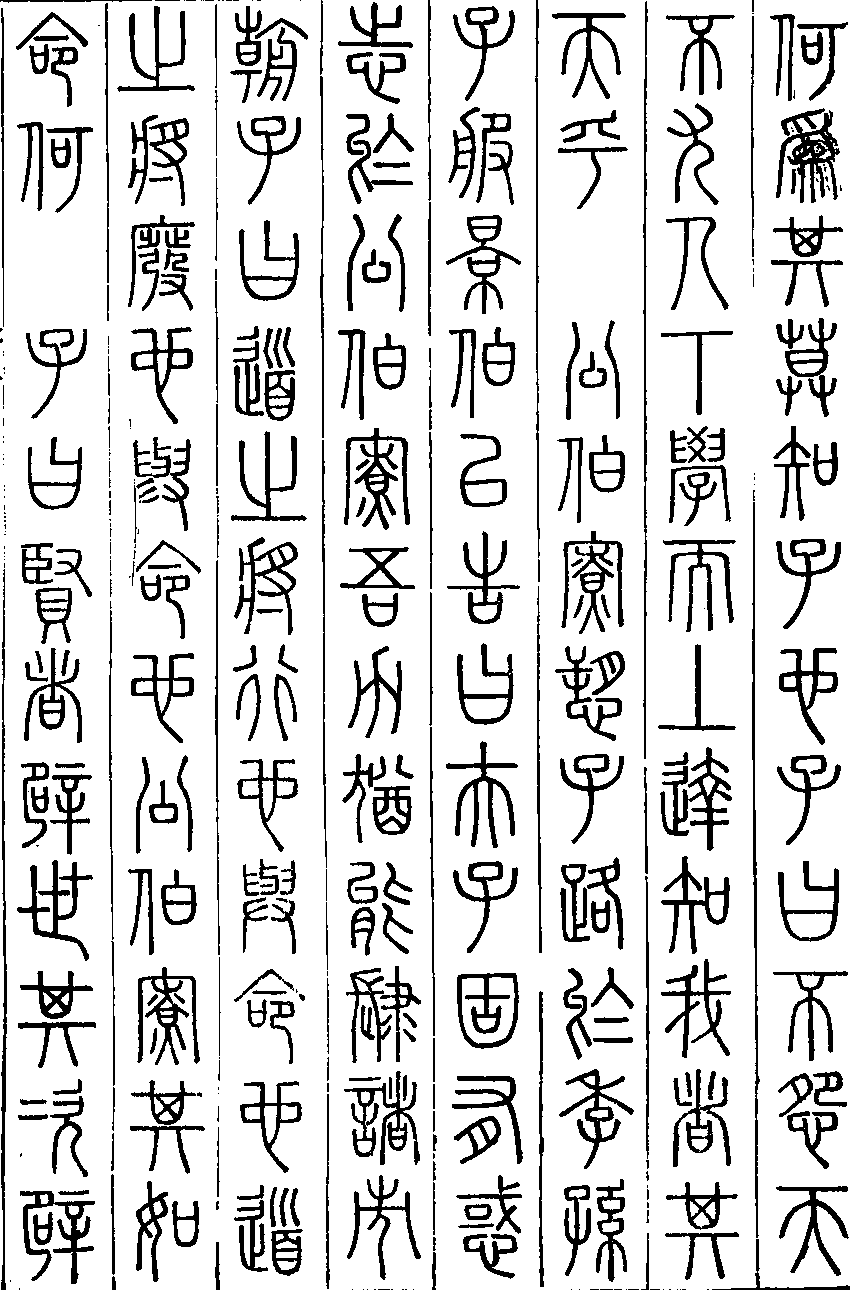 何爲其莫知子也子曰不怨天
不尤人下學而上達知我者其
天乎　公伯寮愬子路於季孫
子服景伯以告曰夫子固有惑
志於公伯寮吾力猶能肆諸市
朝子曰道之將行也與命也道
之將廢也與命也公伯寮其如
命何　子曰賢者辟世其次辟